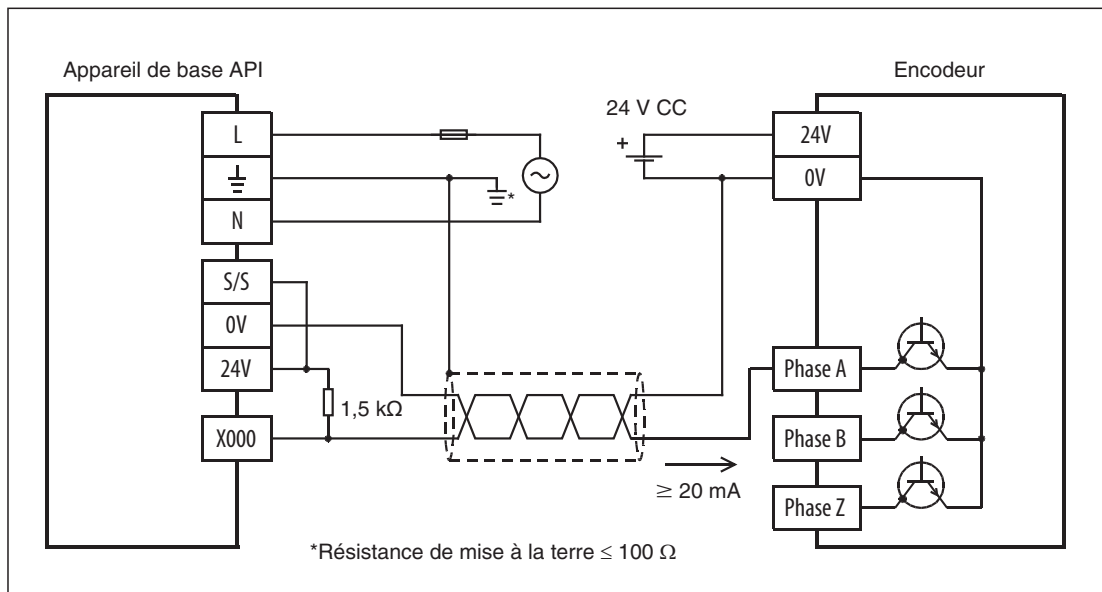 Appareil de base API
Encodeur
24 V CC
+
L
N
*
24V
0V
S/S
0V
24V
X000
1,5 kΩ
Phase A
Phase B
Phase Z
≥ 20 mA
*Résistance de mise à la terre ≤ 100 Ω